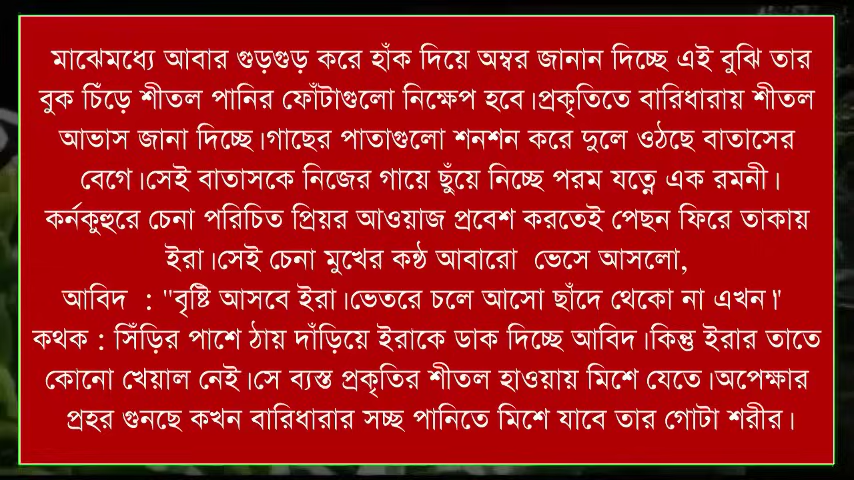 মাঝেমধ্যে আবার গুড়গুড় করে হাঁক দিয়ে অম্বর জানান দিচ্ছে এই বুঝি তার
বুক চিঁড়ে শীতল পানির ফোঁটাগুলো নিক্ষেপ হবে।প্রকৃতিতে বারিধারায় শীতল
আভাস জানা দিচ্ছে।গাছের পাতাগুলো শনশন করে দুলে ওঠছে বাতাসের
বেগে।সেই বাতাসকে নিজের গায়ে ছুঁয়ে নিচ্ছে পরম যত্নে এক রমনী।
কর্নকুহুরে চেনা পরিচিত প্রিয়র আওয়াজ প্রবেশ করতেই পেছন ফিরে তাকায়
ইরা।সেই চেনা মুখের কন্ঠ আবারো ভেসে আসলো,
আবিদ : "বৃষ্টি আসবে ইরা।ভেতরে চলে আসো ছাঁদে থেকো না এখন।"
কথক : সিঁড়ির পাশে ঠায় দাঁড়িয়ে ইরাকে ডাক দিচ্ছে আবিদ।কিন্তু ইরার তাতে
কোনো খেয়াল নেই।সে ব্যস্ত প্রকৃতির শীতল হাওয়ায় মিশে যেতে।অপেক্ষার
প্রহর গুনছে কখন বারিধারার সচ্ছ পানিতে মিশে যাবে তার গোটা শরীর।